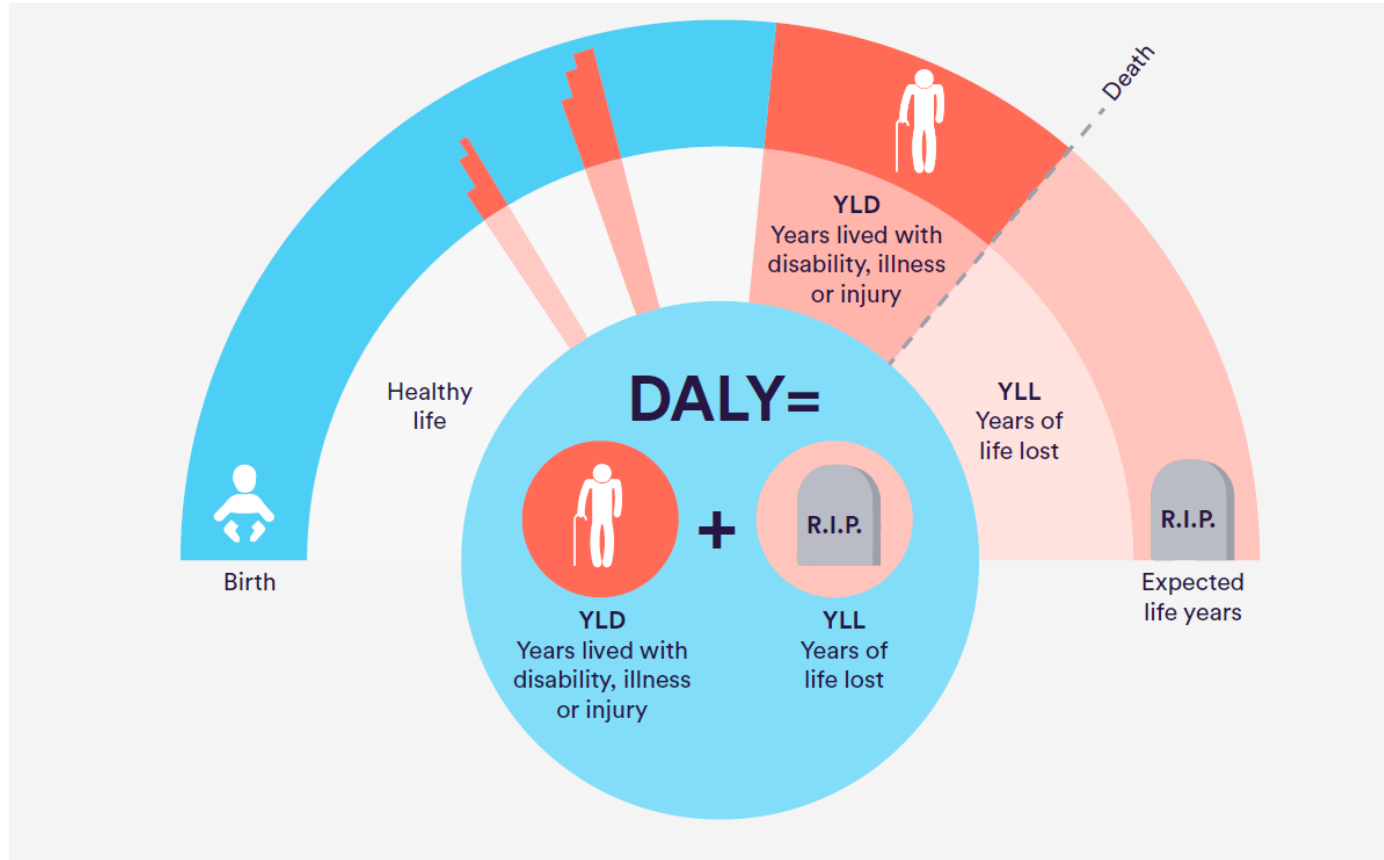 Death
YLD
Years lived with
disability, illness
or injury
Healthy
life
YLL
Years of
life lost
DALY=
+
R.I.P.
R.I.P.
Birth
Expected
life years
YLD
Years lived with
disability, illness
or injury
YLL
Years of
life lost